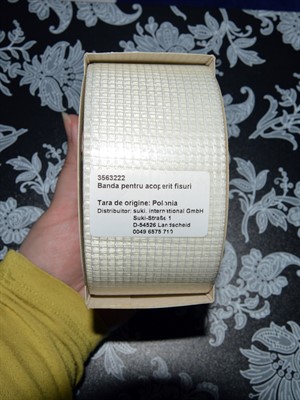 3563222
Banda pentru acoperit fisuri
Tara de origine: Polonia
Distribuitor: suki. international GmbH
Suki-Straße 1
D-54526 Landscheid
0049 6575 710